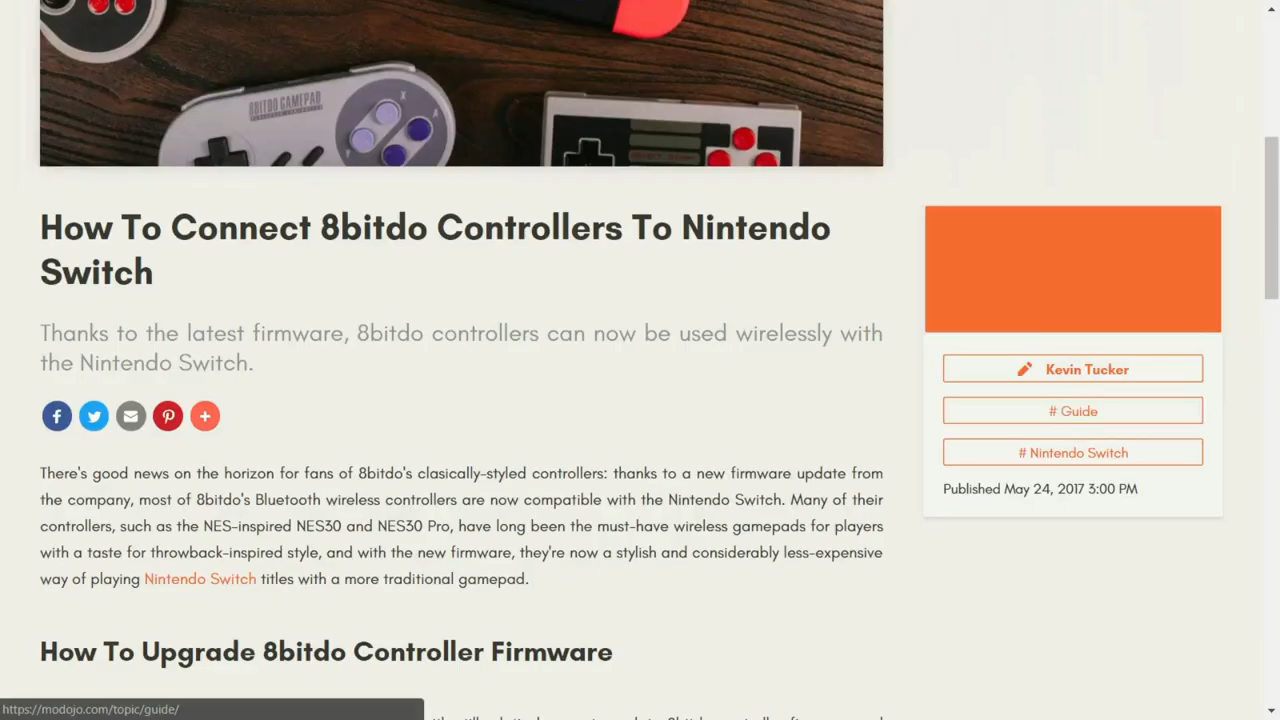 8BITDO GAMEPAD
X
A
Y
How To Connect 8bitdo Controllers To Nintendo
Switch
Thanks to the latest firmware, 8bitdo controllers can now be used wirelessly with
the Nintendo Switch.
There's good news on the horizon for fans of 8bitdo's clasically-styled controllers: thanks to a new firmware update from
the company, most of 8bitdo's Bluetooth wireless controllers are now compatible with the Nintendo Switch. Many of their
controllers, such as the NES-inspired NES30 and NES30 Pro, have long been the must-have wireless gamepads for players
with a taste for throwback-inspired style, and with the new firmware, they're now a stylish and considerably less-expensive
way of playing Nintendo Switch titles with a more traditional gamepad.
How To Upgrade 8bitdo Controller Firmware
Kevin Tucker
# Guide
# Nintendo Switch
Published May 24, 2017 3:00 PM
https://modojo.com/topic/guide/